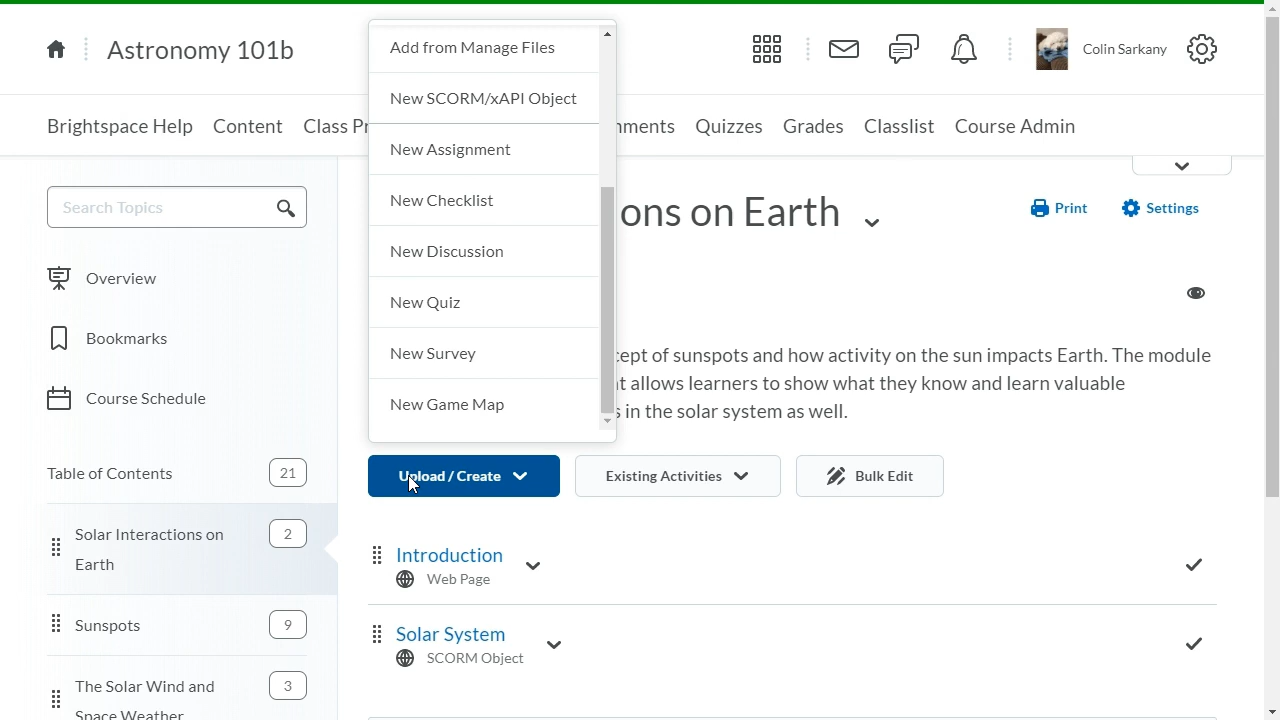 Astronomy 101b
Colin Sarkany
Brightspace Help Content Class Pr nments Quizzes Grades Classlist Course Admin
Add from Manage Files
New SCORM/xAPI Object
New Assignment
New Checklist
New Discussion
New Quiz
New Survey
New Game Map
Search Topics
Overview
Bookmarks
Course Schedule
Table of Contents 21
Solar Interactions on
Earth
2
Sunspots 9
The Solar Wind and
Space Weather
3
ons on Earth
Print Settings
cept of sunspots and how activity on the sun impacts Earth. The module
t allows learners to show what they know and learn valuable
s in the solar system as well.
Upload / Create Existing Activities Bulk Edit
Introduction
Web Page
Solar System
SCORM Object